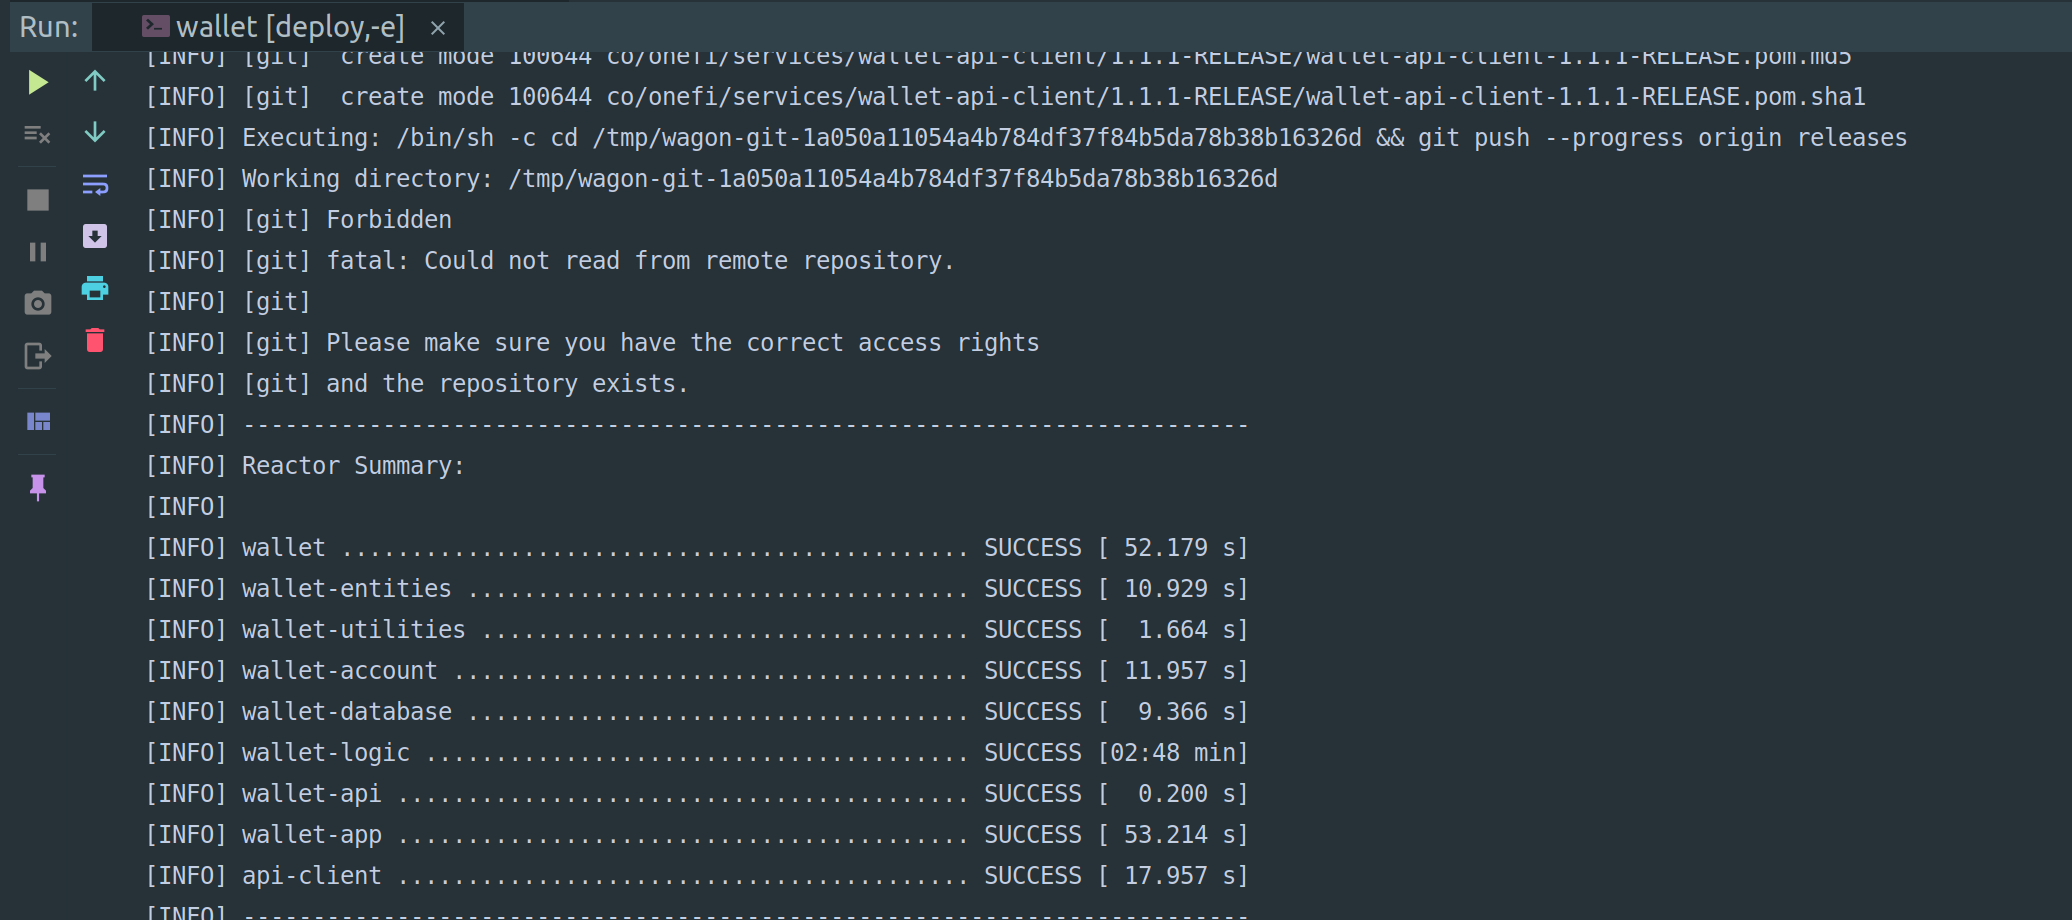 Run: wallet [deploy,-e] ×
[INFO] [git]  create mode 100644 co/onefi/services/wallet-api-client/1.1.1-RELEASE/wallet-api-client-1.1.1-RELEASE.pom.md5
[INFO] [git]  create mode 100644 co/onefi/services/wallet-api-client/1.1.1-RELEASE/wallet-api-client-1.1.1-RELEASE.pom.sha1
[INFO] Executing: /bin/sh -c cd /tmp/wagon-git-1a050a11054a4b784df37f84b5da78b38b16326d && git push --progress origin releases
[INFO] Working directory: /tmp/wagon-git-1a050a11054a4b784df37f84b5da78b38b16326d
[INFO] [git] Forbidden
[INFO] [git] fatal: Could not read from remote repository.
[INFO] [git]
[INFO] [git] Please make sure you have the correct access rights
[INFO] [git] and the repository exists.
[INFO] ------------------------------------------------------------------------
[INFO] Reactor Summary:
[INFO]
[INFO] wallet ............................................. SUCCESS [ 52.179 s]
[INFO] wallet-entities .................................... SUCCESS [ 10.929 s]
[INFO] wallet-utilities ................................... SUCCESS [  1.664 s]
[INFO] wallet-account ..................................... SUCCESS [ 11.957 s]
[INFO] wallet-database .................................... SUCCESS [  9.366 s]
[INFO] wallet-logic ....................................... SUCCESS [02:48 min]
[INFO] wallet-api ......................................... SUCCESS [  0.200 s]
[INFO] wallet-app ......................................... SUCCESS [ 53.214 s]
[INFO] api-client ......................................... SUCCESS [ 17.957 s]
[INFO] ------------------------------------------------------------------------